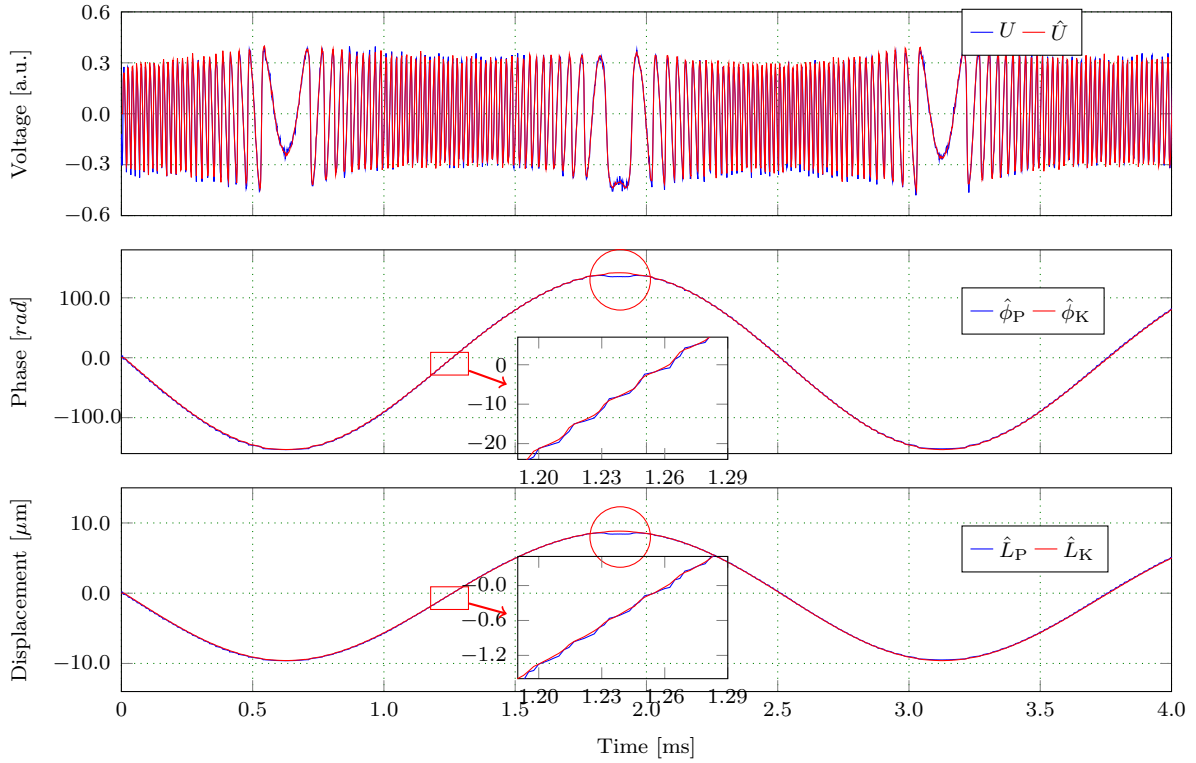 0.6
0.3
0.0
−0.3
−0.6
Voltage [a.u.]
U Û
100.0
0.0
−100.0
Phase [rad]
ϕ̂P ϕ̂K
0
−10
−20
1.20 1.23 1.26 1.29
10.0
0.0
−10.0
Displacement [μm]
L̂P L̂K
−0.0
−0.6
−1.2
1.20 1.23 1.26 1.29
0 0.5 1.0 1.5 2.0 2.5 3.0 3.5 4.0
Time [ms]